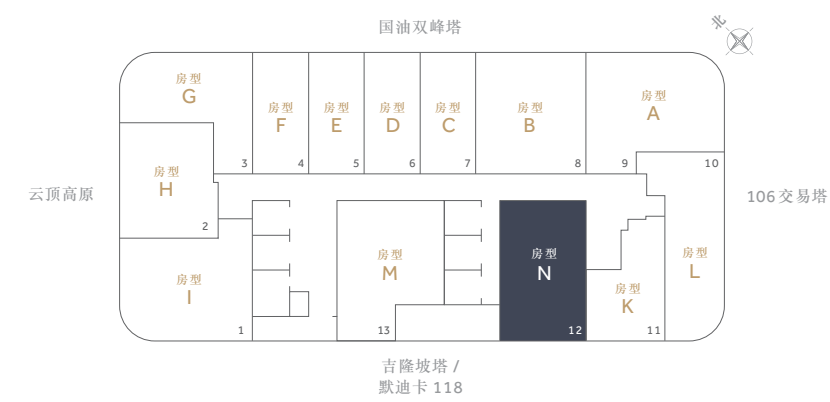 国油双峰塔
北
房型
G
3
房型
F
4
房型
E
5
房型
D
6
房型
C
7
房型
B
8
房型
A
9
10
云顶高原
房型
H
2
106交易塔
房型
I
1
房型
M
13
房型
N
12
房型
K
11
房型
L
吉隆坡塔 /
默迪卡 118